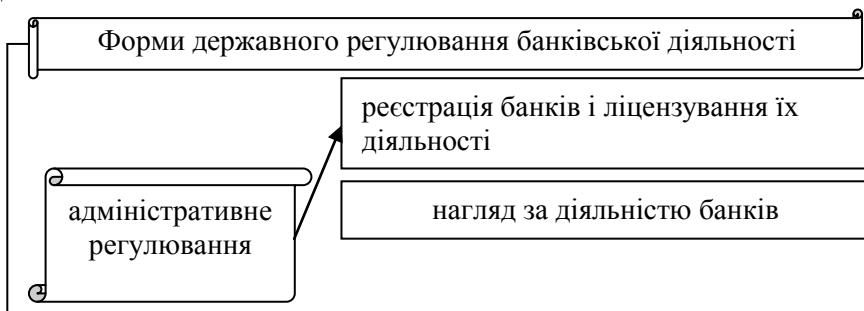 Форми державного регулювання банківської діяльності
реєстрація банків і ліцензування їх
діяльності
адміністративне
регулювання
нагляд за діяльністю банків